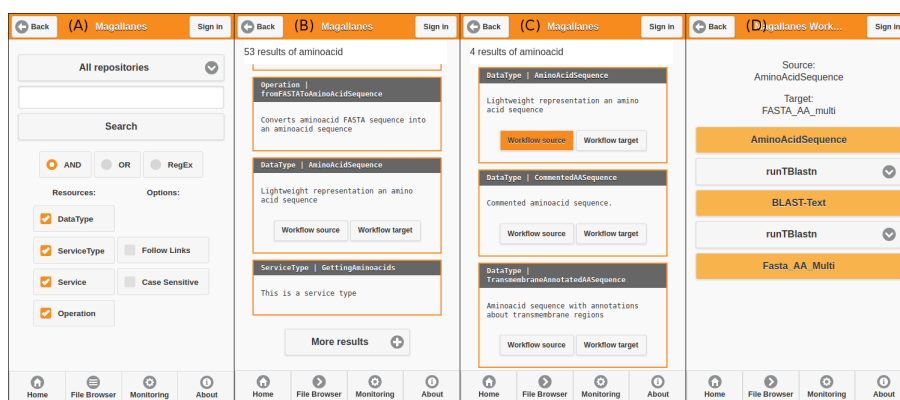 Back
(A)
Magallanes
Sign in
All repositories
Search
AND
OR
RegEx
Resources:
Options:
DataType
ServiceType
Follow Links
Service
Case Sensitive
Operation
Home
File Browser
Monitoring
About
Back
(B)
Magallanes
Sign in
53 results of aminoacid
Operation |
fromFASTAToAminoAcidSequence
Converts aminoacid FASTA sequence into
an aminoacid sequence
DataType | AminoAcidSequence
Lightweight representation an amino
acid sequence
Workflow source
Workflow target
ServiceType | GettingAminoacids
This is a service type
More results
Home
File Browser
Monitoring
About
Back
(C)
Magallanes
Sign in
4 results of aminoacid
DataType | AminoAcidSequence
Lightweight representation an amino
acid sequence
Workflow source
Workflow target
DataType | CommentedAASequence
Commented aminoacid sequence.
Workflow source
Workflow target
DataType |
TransmembraneAnnotatedAASequence
Aminoacid sequence with annotations
about transmembrane regions
Workflow source
Workflow target
Home
File Browser
Monitoring
About
Back
(D)
Magallanes Work...
Sign in
Source:
AminoAcidSequence
Target:
FASTA_AA_multi
AminoAcidSequence
runTBlastn
BLAST-Text
runTBlastn
Fasta_AA_Multi
Home
File Browser
Monitoring
About